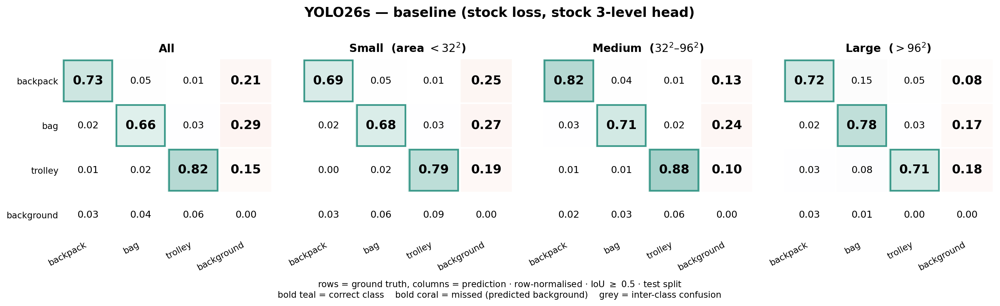 YOLO26s — baseline (stock loss, stock 3-level head)
All
Small (area < 32²)
Medium (32²–96²)
Large (> 96²)
backpack 0.73 0.05 0.01 0.21 0.69 0.05 0.01 0.25 0.82 0.04 0.01 0.13 0.72 0.15 0.05 0.08
bag 0.02 0.66 0.03 0.29 0.02 0.68 0.03 0.27 0.03 0.71 0.02 0.24 0.02 0.78 0.03 0.17
trolley 0.01 0.02 0.82 0.15 0.00 0.02 0.79 0.19 0.01 0.01 0.88 0.10 0.03 0.08 0.71 0.18
background 0.03 0.04 0.06 0.00 0.03 0.06 0.09 0.00 0.02 0.03 0.06 0.00 0.03 0.01 0.00 0.00
backpack bag trolley background backpack bag trolley background backpack bag trolley background backpack bag trolley background
rows = ground truth, columns = prediction · row-normalised · IoU ≥ 0.5 · test split
bold teal = correct class bold coral = missed (predicted background) grey = inter-class confusion